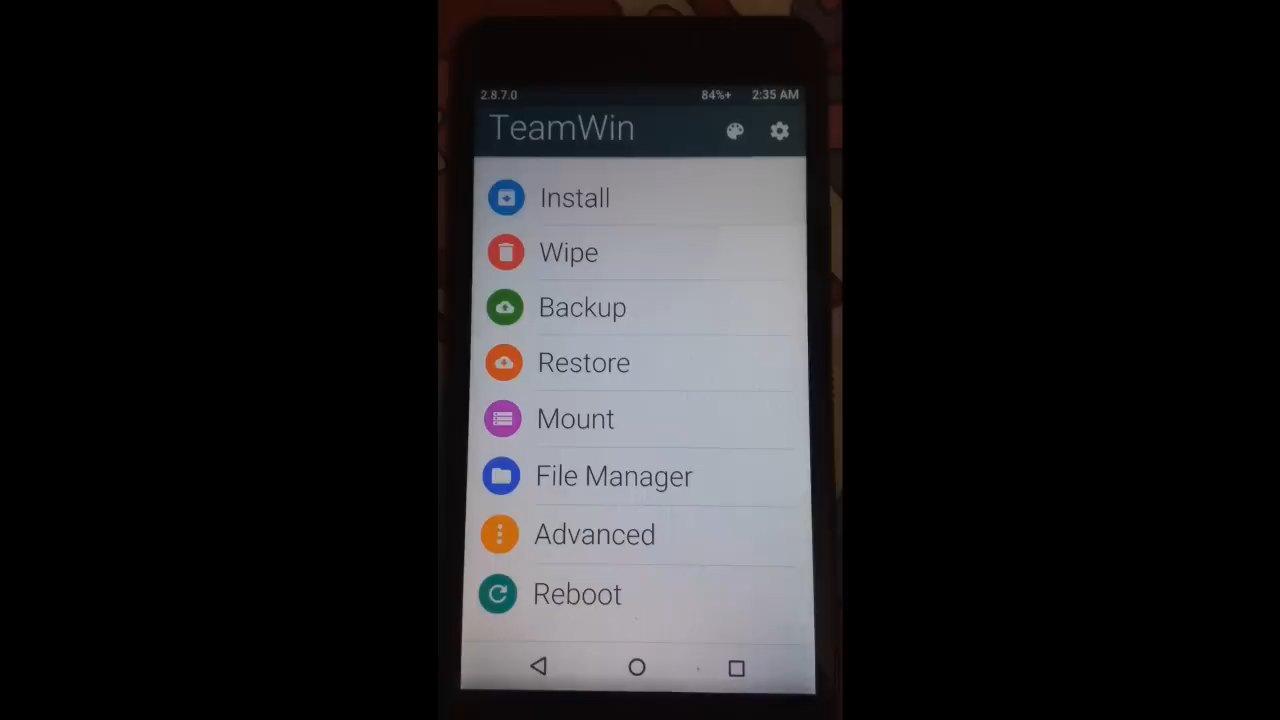 2.8.7.0 84%+ 2:35 AM
TeamWin
Install
Wipe
Backup
Restore
Mount
File Manager
Advanced
Reboot